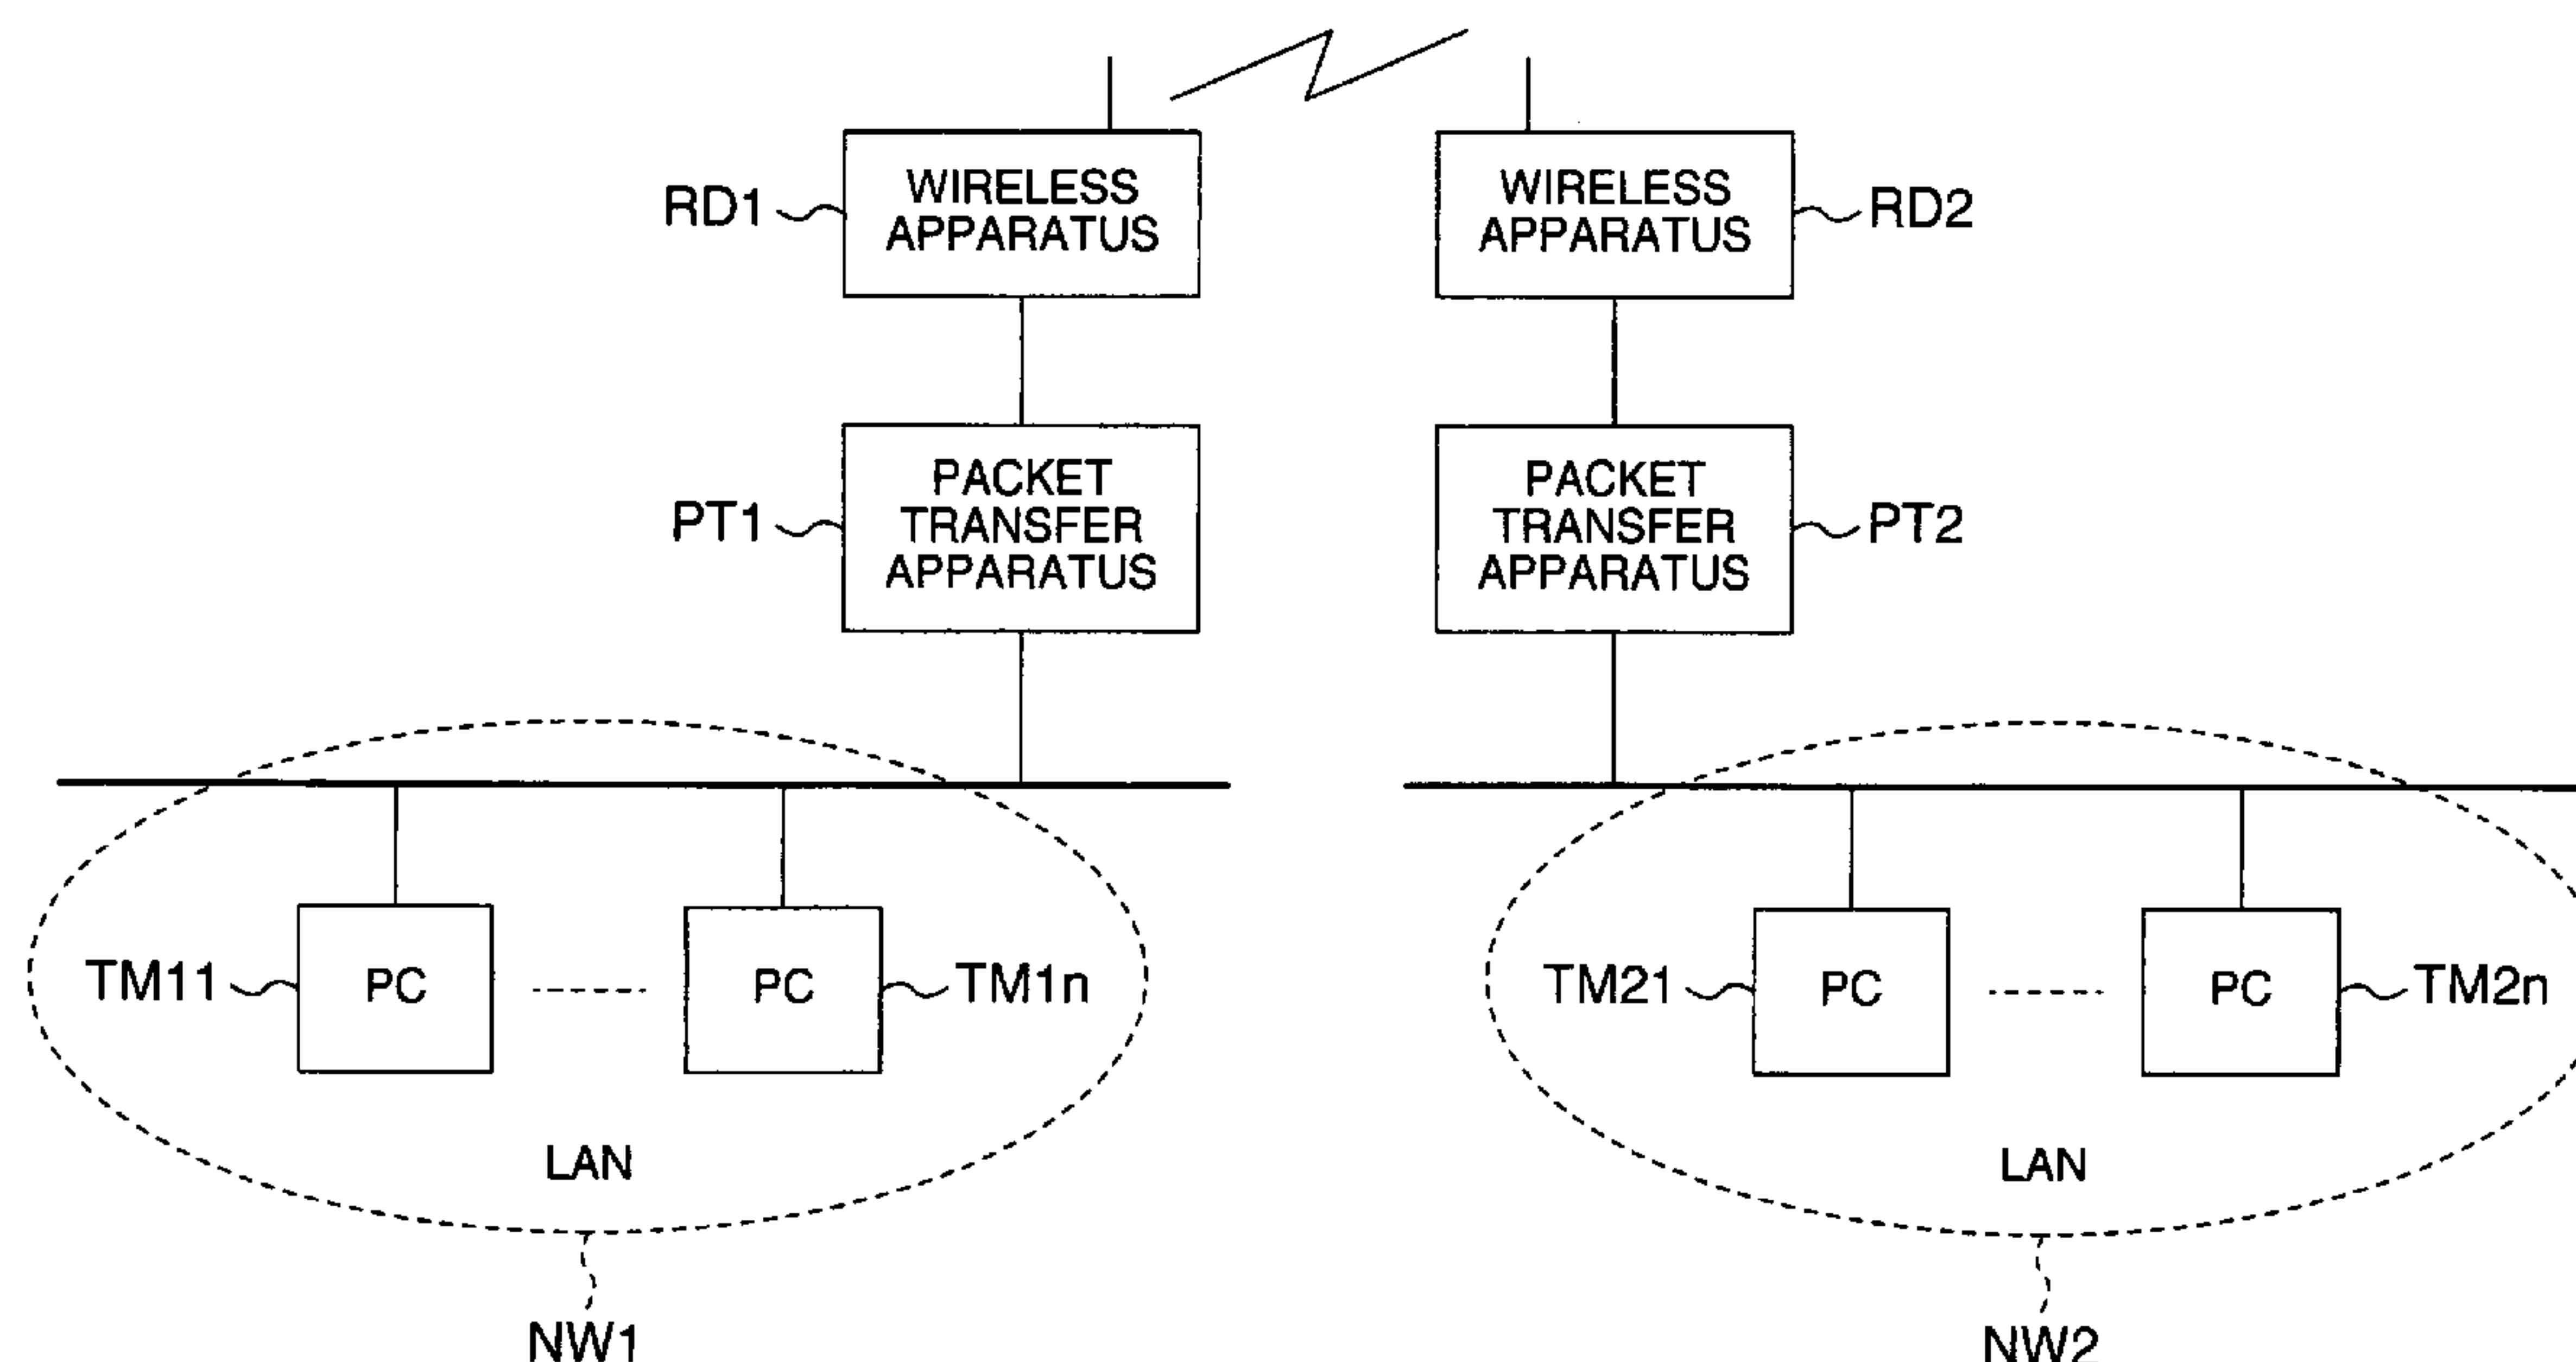 RD1
WIRELESS
APPARATUS
WIRELESS
APPARATUS
RD2
PT1
PACKET
TRANSFER
APPARATUS
PACKET
TRANSFER
APPARATUS
PT2
TM11
PC
PC
TM1n
TM21
PC
PC
TM2n
LAN
LAN
NW1
NW2